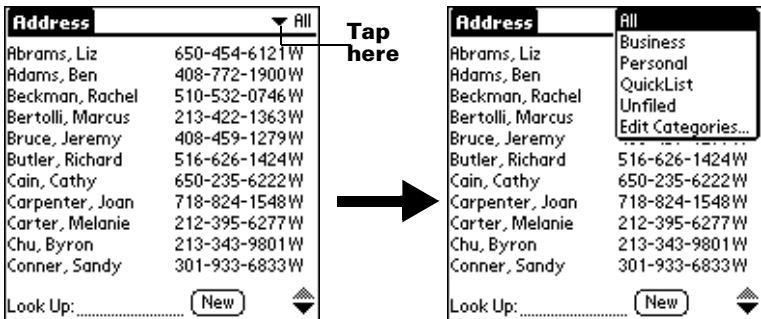 Address All
Abrams, Liz 650-454-6121W
Adams, Ben 408-772-1900W
Beckman, Rachel 510-532-0746W
Bertolli, Marcus 213-422-1363W
Bruce, Jeremy 408-459-1279W
Butler, Richard 516-626-1424W
Cain, Cathy 650-235-6222W
Carpenter, Joan 718-824-1548W
Carter, Melanie 212-395-6277W
Chu, Byron 213-343-9801W
Conner, Sandy 301-933-6833W
Look Up: New
Tap
here
Address
All
Business
Personal
QuickList
Unfiled
Edit Categories...
Abrams, Liz
Adams, Ben
Beckman, Rachel
Bertolli, Marcus
Bruce, Jeremy
Butler, Richard 516-626-1424W
Cain, Cathy 650-235-6222W
Carpenter, Joan 718-824-1548W
Carter, Melanie 212-395-6277W
Chu, Byron 213-343-9801W
Conner, Sandy 301-933-6833W
Look Up: New